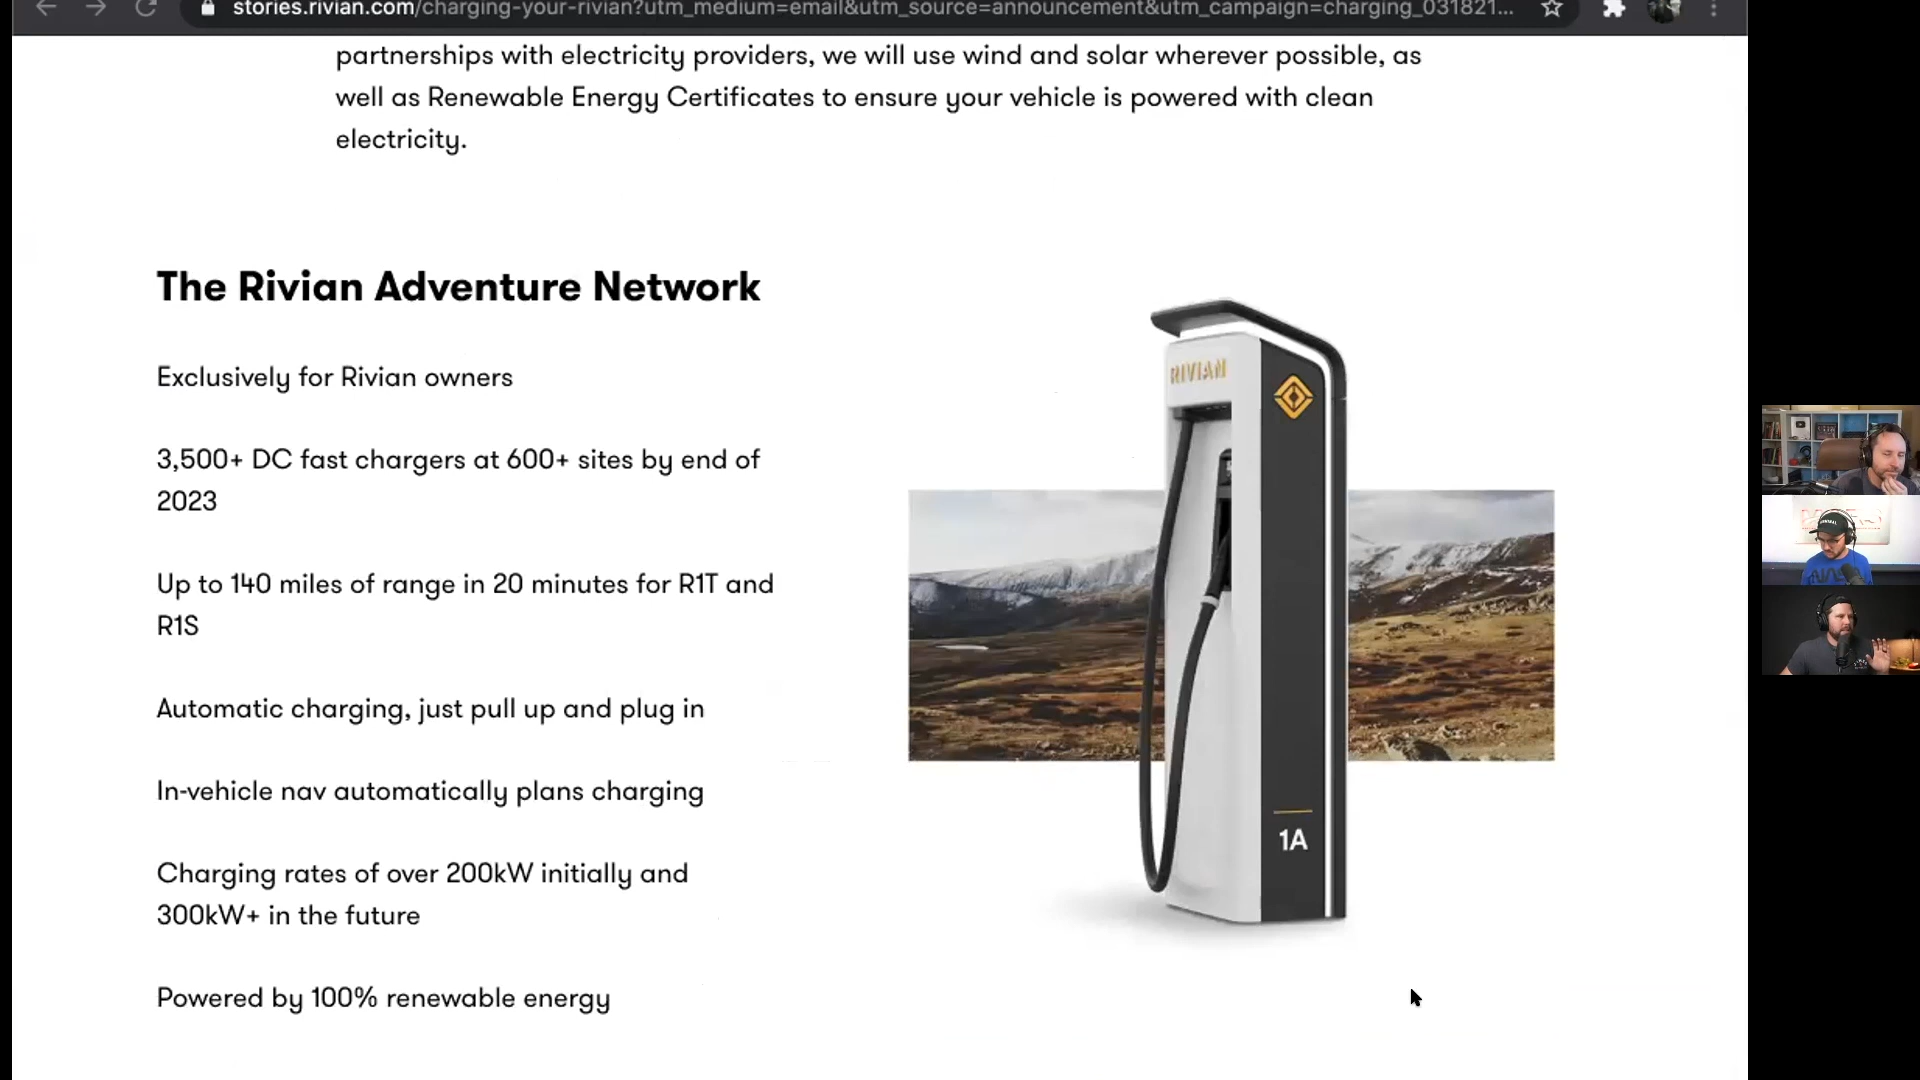 stories.rivian.com/charging-your-rivian?utm_medium=email&utm_source=announcement&utm_campaign=charging_031821...
partnerships with electricity providers, we will use wind and solar wherever possible, as
well as Renewable Energy Certificates to ensure your vehicle is powered with clean
electricity.
The Rivian Adventure Network
Exclusively for Rivian owners
3,500+ DC fast chargers at 600+ sites by end of
2023
Up to 140 miles of range in 20 minutes for R1T and
R1S
Automatic charging, just pull up and plug in
In-vehicle nav automatically plans charging
Charging rates of over 200kW initially and
300kW+ in the future
Powered by 100% renewable energy
RIVIAN
1A